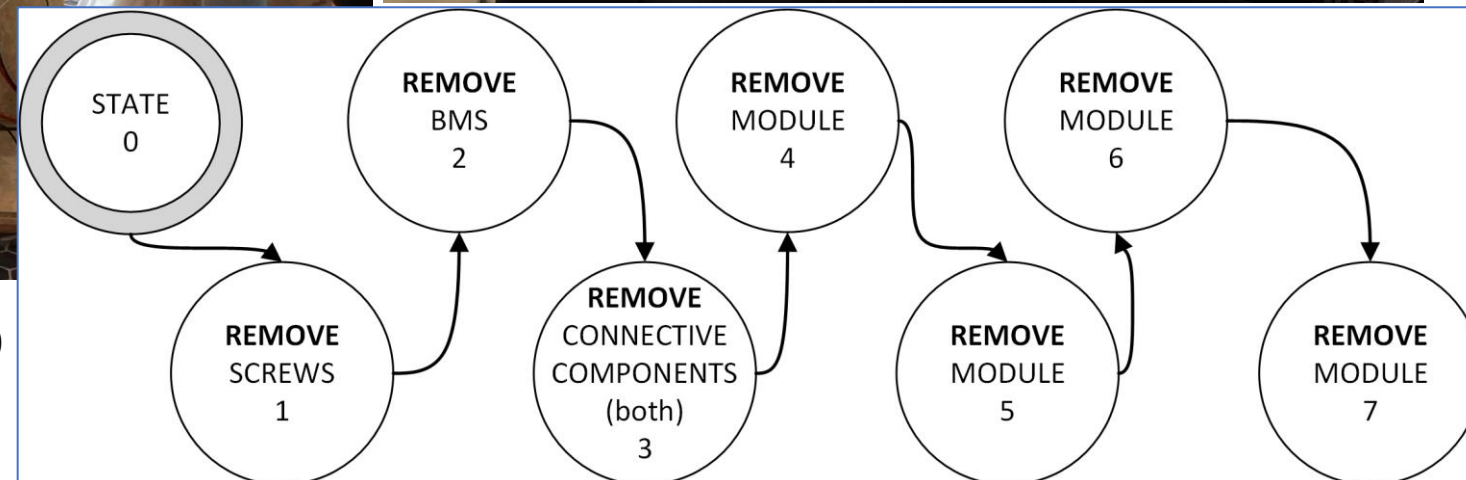 STATE
0
REMOVE
SCREWS
1
REMOVE
BMS
2
REMOVE
CONNECTIVE
COMPONENTS
(both)
3
REMOVE
MODULE
4
REMOVE
MODULE
5
REMOVE
MODULE
6
REMOVE
MODULE
7
)